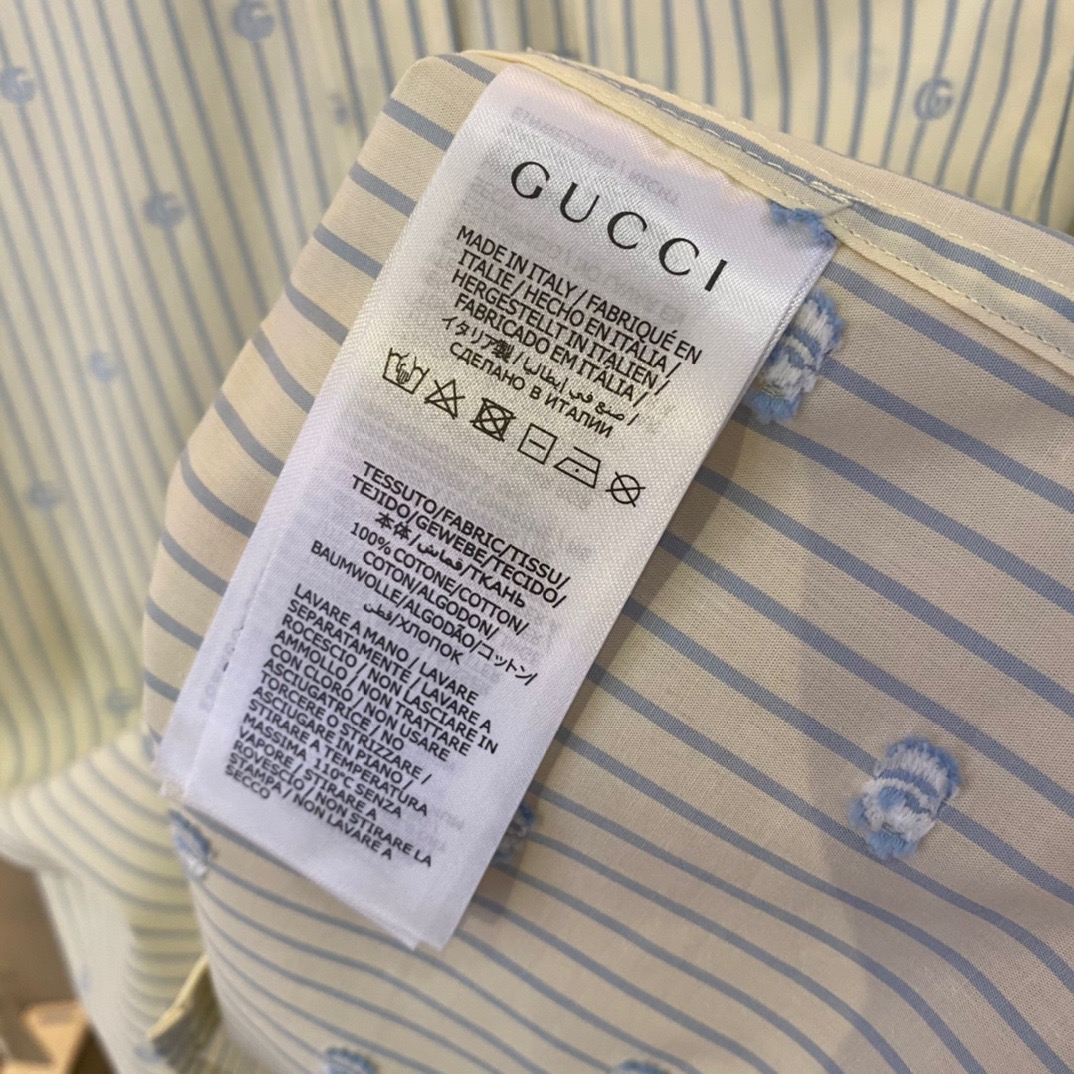 GUCCI
MADE IN ITALY / FABRIQUÉ EN
ITALIE / HECHO EN ITALIA /
HERGESTELLT IN ITALIEN /
FABRICADO EM ITÁLIA /
イタリア製 / صنع في إيطاليا /
СДЕЛАНО В ИТАЛИИ
TESSUTO/FABRIC/TISSU/
TEJIDO/GEWEBE/TECIDO/
本体/قماش/ТКАНЬ
100% COTONE/COTTON/
COTON/ALGODON/
BAUMWOLLE/ALGODÃO/コットン/
قطن/ХЛОПОК
LAVARE A MANO / LAVARE
SEPARATAMENTE / LAVARE A
ROCESCIO / NON LASCIARE IN
AMMOLLO / NON TRATTARE
CON CLORO / NON USARE
ASCIUGATRICE / NO
TORCERE O STRIZZARE /
ASCIUGARE IN PIANO /
STIRARE A TEMPERATURA
MASSIMA 110°C SENZA
VAPORE / STIRARE A
ROVESCIO / NON STIRARE LA
STAMPA / NON LAVARE A
SECCO